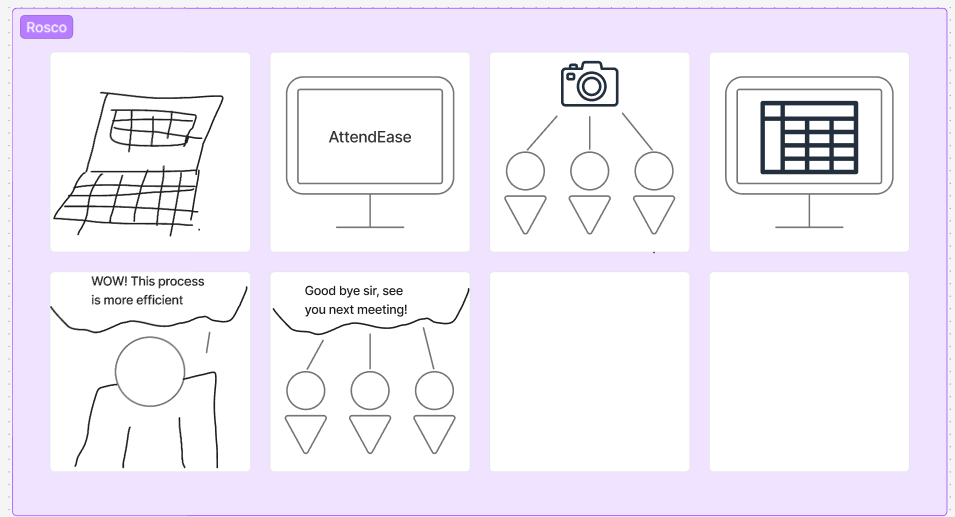 Rosco
AttendEase
WOW! This process
is more efficient
Good bye sir, see
you next meeting!